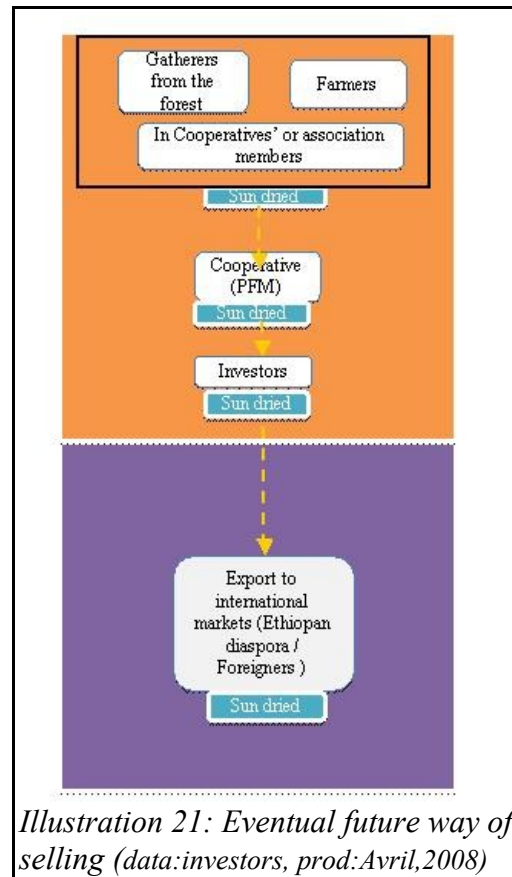 Gatherers
from the
forest
Farmers
In Cooperatives' or association
members
Sun dried
Cooperative
(PFM)
Sun dried
Investors
Sun dried
Export to
international
markets (Ethiopan
diaspora /
Foreigners )
Sun dried
Illustration 21: Eventual future way of
selling (data:investors, prod:Avril,2008)